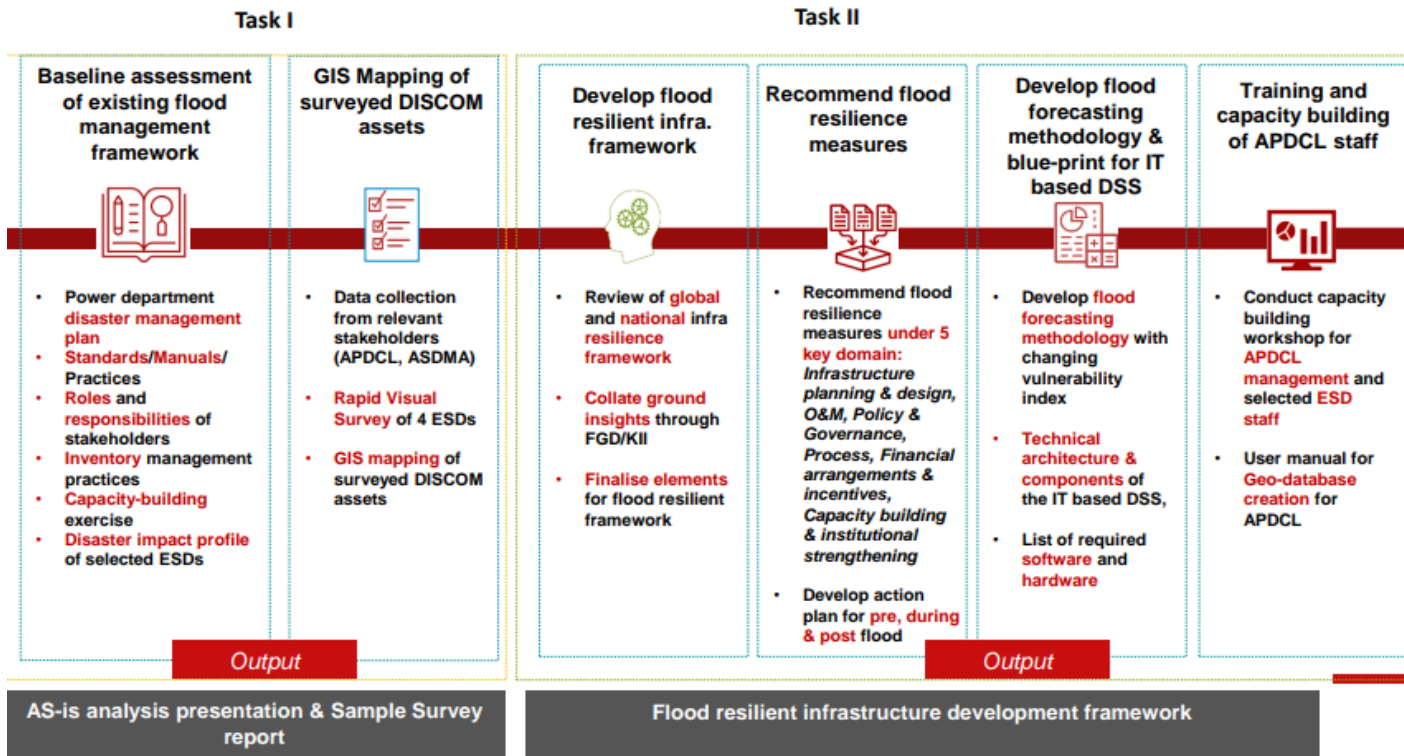 Task I
Task II
Baseline assessment
of existing flood
management
framework
• Power department
disaster management
plan
• Standards/Manuals/
Practices
• Roles and
responsibilities of
stakeholders
• Inventory management
practices
• Capacity-building
exercise
• Disaster impact profile
of selected ESDs
GIS Mapping of
surveyed DISCOM
assets
• Data collection
from relevant
stakeholders
(APDCL, ASDMA)
• Rapid Visual
Survey of 4 ESDs
• GIS mapping of
surveyed DISCOM
assets
Output
AS-is analysis presentation & Sample Survey
report
Develop flood
resilient infra.
framework
• Review of global
and national infra
resilience
framework
• Collate ground
insights through
FGD/KII
• Finalise elements
for flood resilient
framework
Recommend flood
resilience
measures
• Recommend flood
resilience
measures under 5
key domain:
Infrastructure
planning & design,
O&M, Policy &
Governance,
Process, Financial
arrangements &
incentives,
Capacity building
& institutional
strengthening
• Develop action
plan for pre, during
& post flood
Develop flood
forecasting
methodology &
blue-print for IT
based DSS
• Develop flood
forecasting
methodology with
changing
vulnerability
index
• Technical
architecture &
components of
the IT based DSS,
• List of required
software and
hardware
Training and
capacity building
of APDCL staff
• Conduct capacity
building
workshop for
APDCL
management and
selected ESD
staff
• User manual for
Geo-database
creation for
APDCL
Output
Flood resilient infrastructure development framework